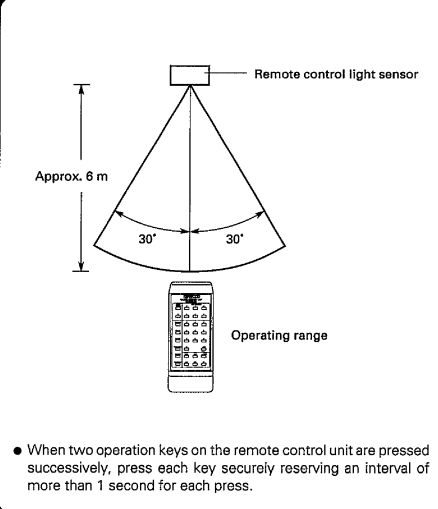 Remote control light sensor
Approx. 6 m
30° 30°
Operating range
● When two operation keys on the remote control unit are pressed
successively, press each key securely reserving an interval of
more than 1 second for each press.